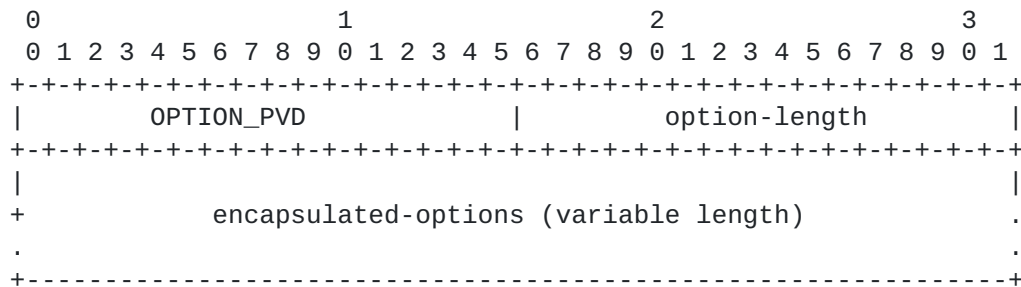 0                   1                   2                   3
 0 1 2 3 4 5 6 7 8 9 0 1 2 3 4 5 6 7 8 9 0 1 2 3 4 5 6 7 8 9 0 1
+-+-+-+-+-+-+-+-+-+-+-+-+-+-+-+-+-+-+-+-+-+-+-+-+-+-+-+-+-+-+-+-+
|        OPTION_PVD             |         option-length         |
+-+-+-+-+-+-+-+-+-+-+-+-+-+-+-+-+-+-+-+-+-+-+-+-+-+-+-+-+-+-+-+-+
|                                                               |
+            encapsulated-options (variable length)             .
.                                                               .
+---------------------------------------------------------------+